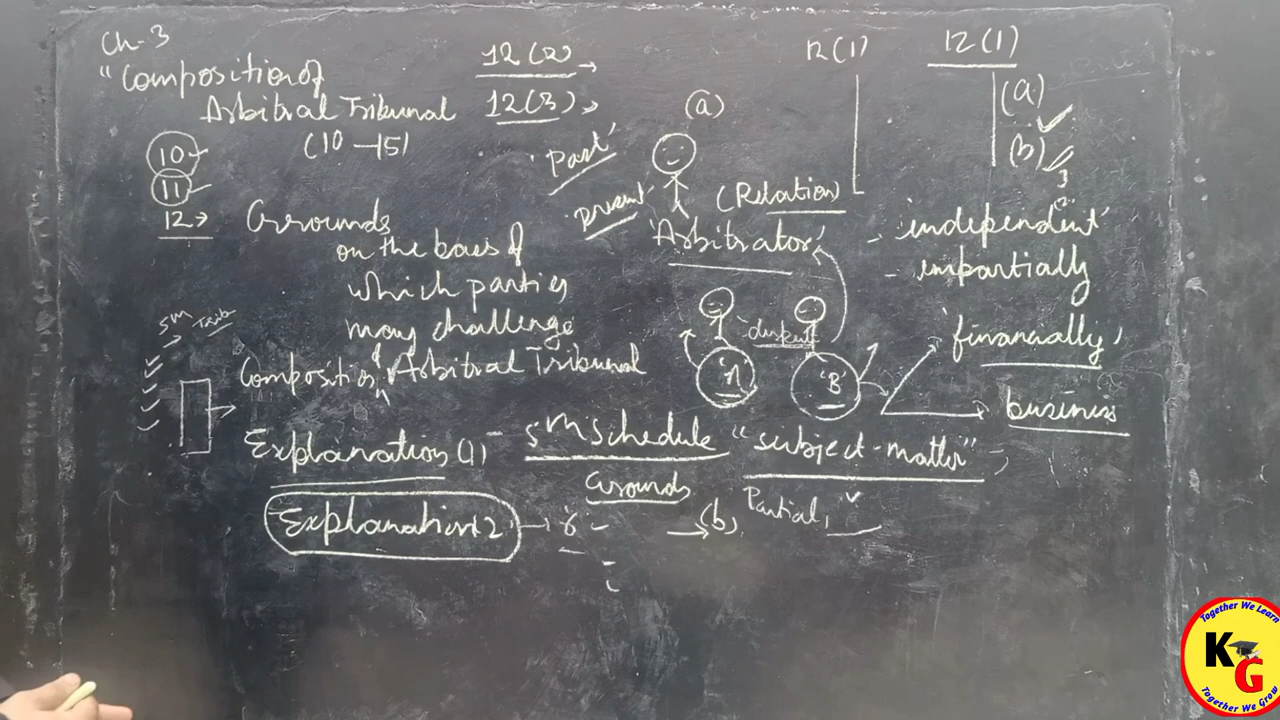 Ch-3
"Composition of
Arbitral Tribunal
(10-15)
10
11
12 →
Grounds
on the basis of
which parties
may challenge
Composition of Arbitral Tribunal
12(2) →
12(3) →
'Past'
'Present'
(a)
(Relation)
'Arbitrator'
'A'
'B'
12(1)
12(1)
(a)
(b)
3
- 'independent'
- impartially
'financially'
business
5th
Explanation (1) - 5th Schedule "subject-matter"
Grounds
Explanation 2
→ (b)
Partial,
Together We Learn
KG
Together We Grow